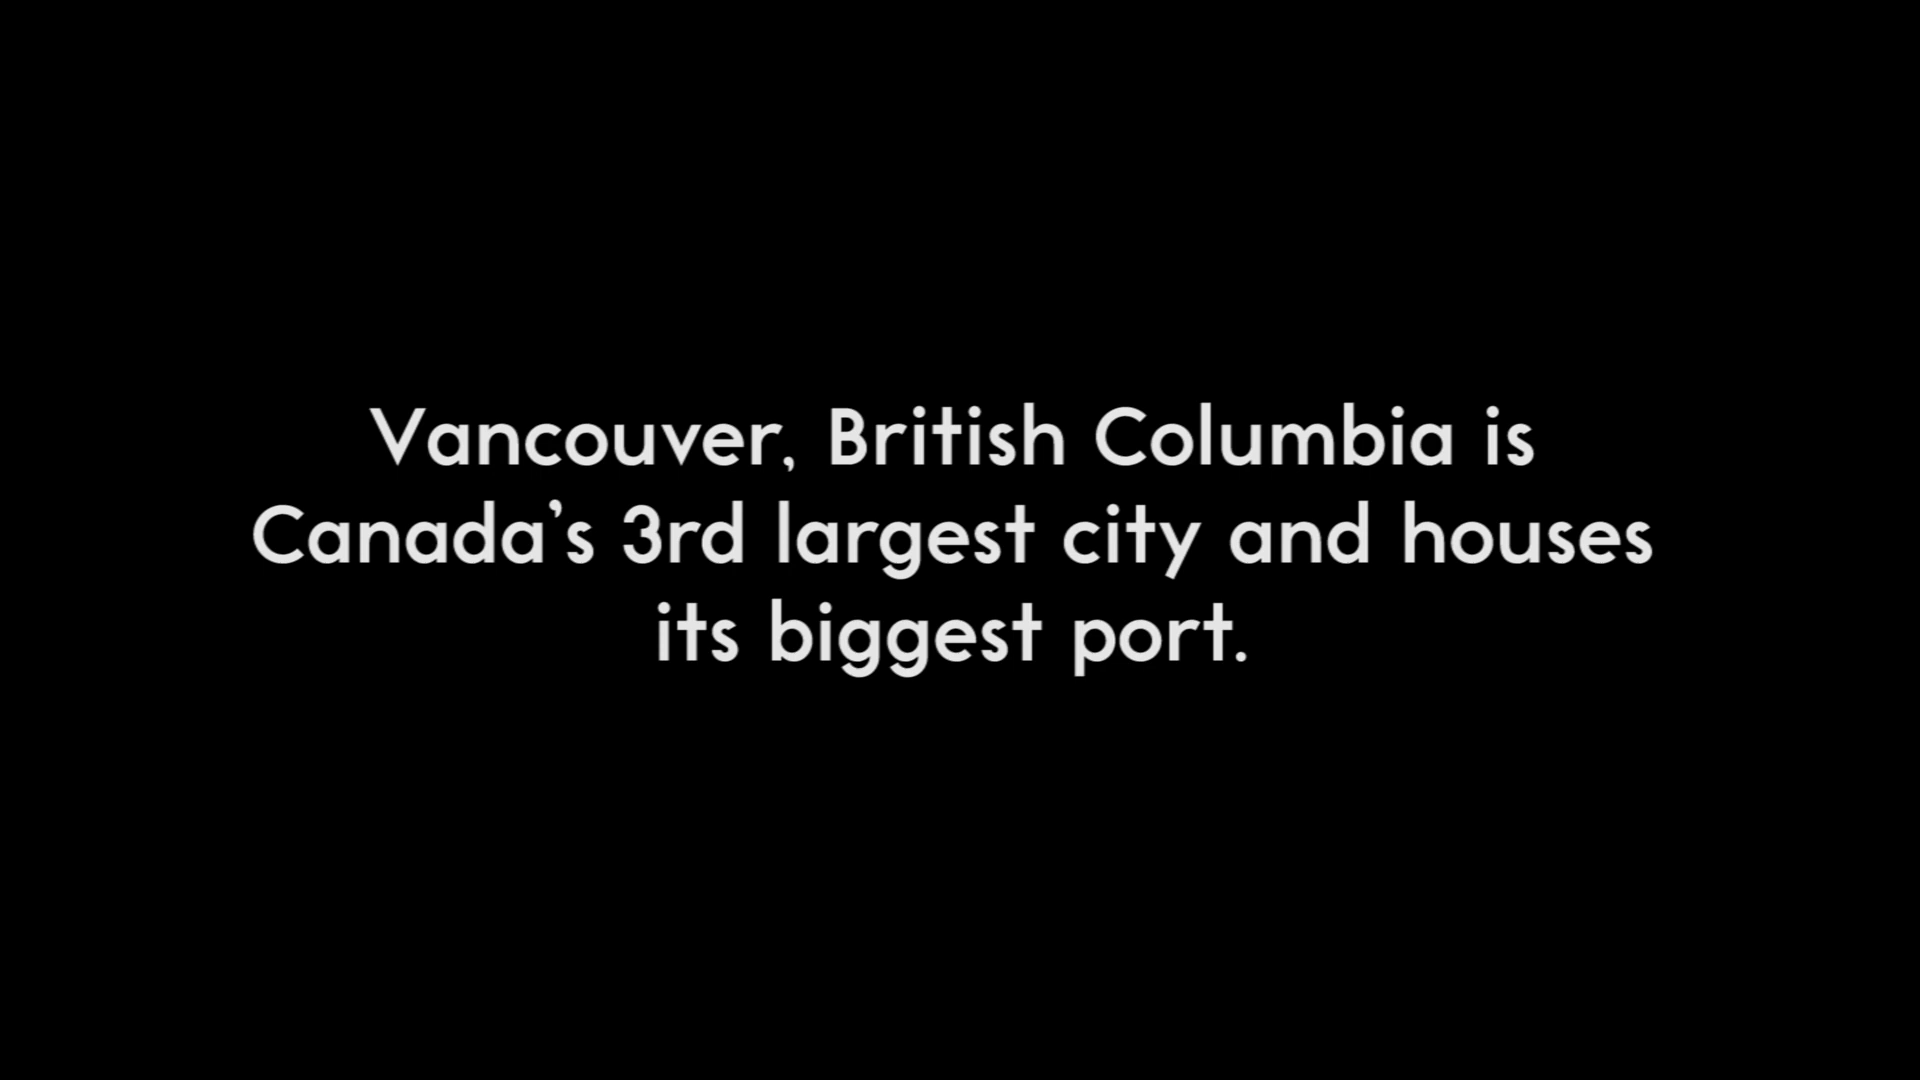 Vancouver, British Columbia is
Canada’s 3rd largest city and houses
its biggest port.